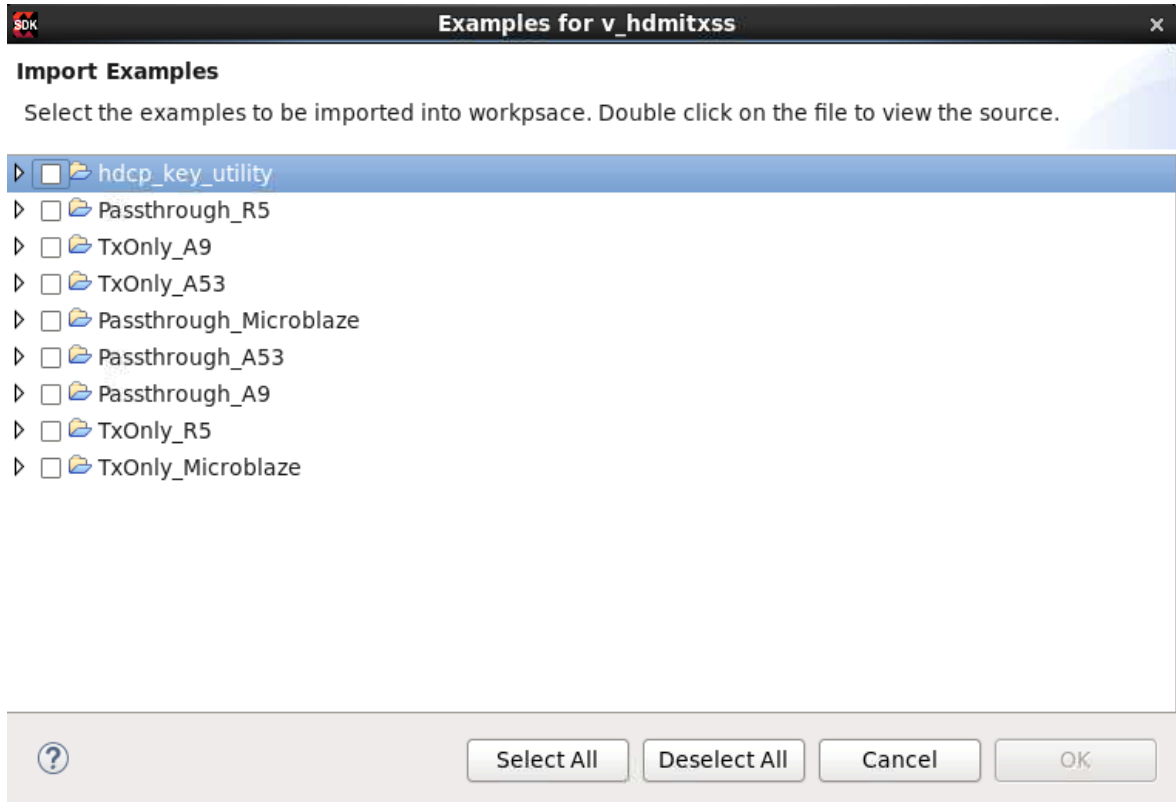 SDK
Examples for v_hdmitxss
Import Examples
Select the examples to be imported into workpsace. Double click on the file to view the source.
hdcp_key_utility
Passthrough_R5
TxOnly_A9
TxOnly_A53
Passthrough_Microblaze
Passthrough_A53
Passthrough_A9
TxOnly_R5
TxOnly_Microblaze
? Select All Deselect All Cancel OK